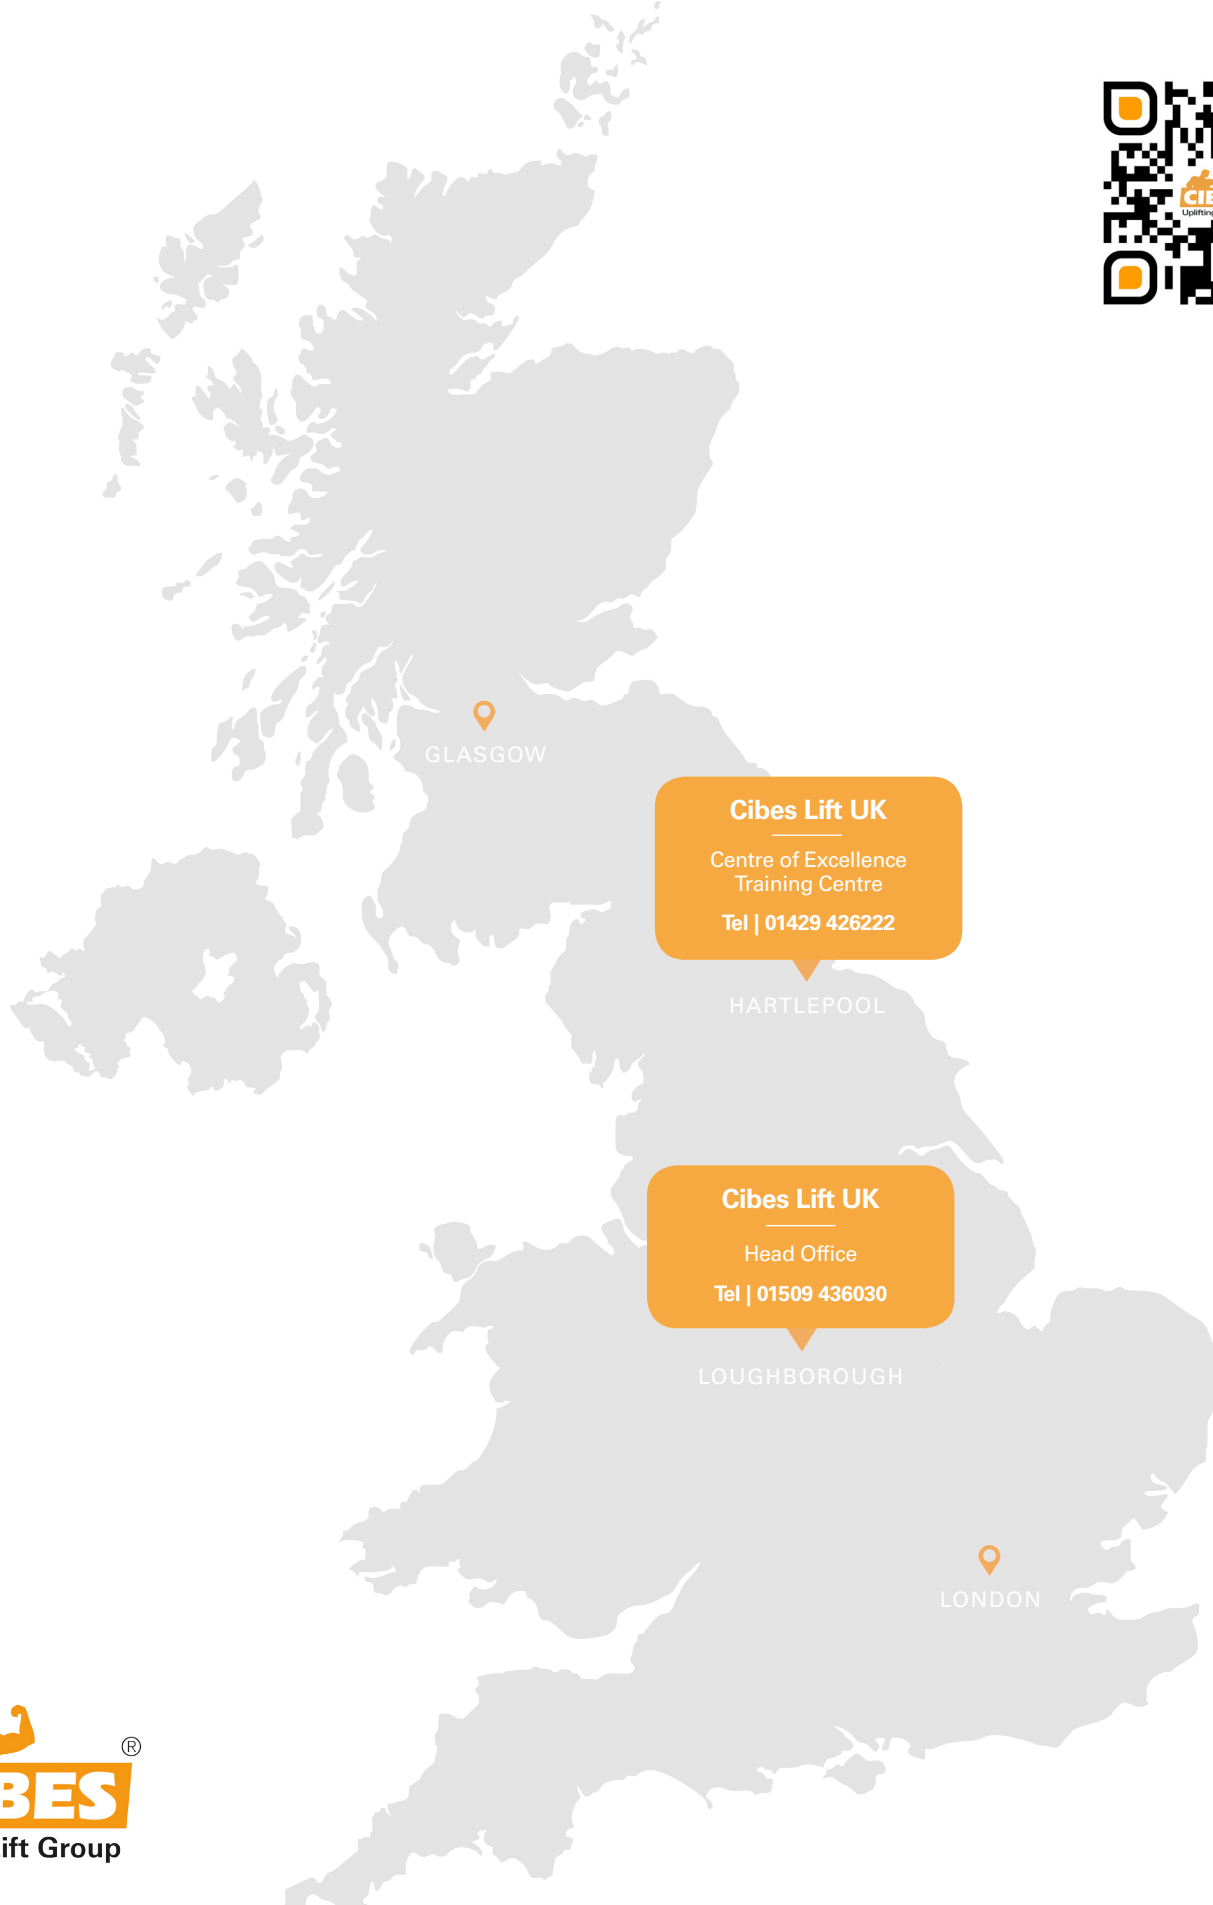 GLASGOW
Cibes Lift UK
Centre of Excellence
Training Centre
Tel | 01429 426222
HARTLEPOOL
Cibes Lift UK
Head Office
Tel | 01509 436030
LOUGHBOROUGH
LONDON
®
BES
ift Group